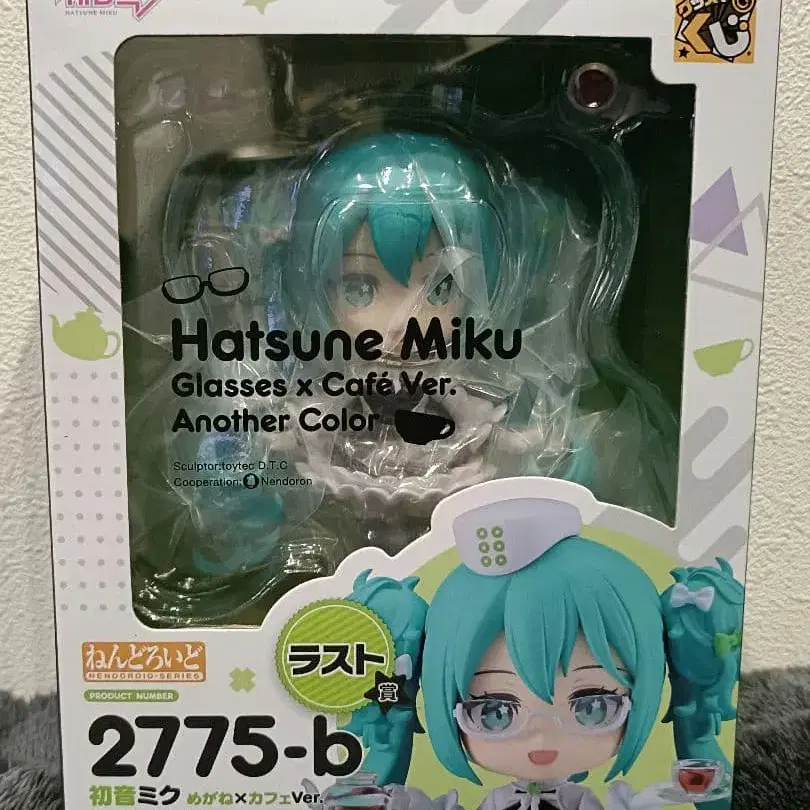 HATSUNE MIKU
くじ
Hatsune Miku
Glasses x Café Ver.
Another Color
Sculptor:toytec D.T.C
Cooperation: Nendoron
ねんどろいど
NENDOROID-SERIES
PRODUCT NUMBER
ラスト
賞
2775-b
初音ミク めがね×カフェVer.